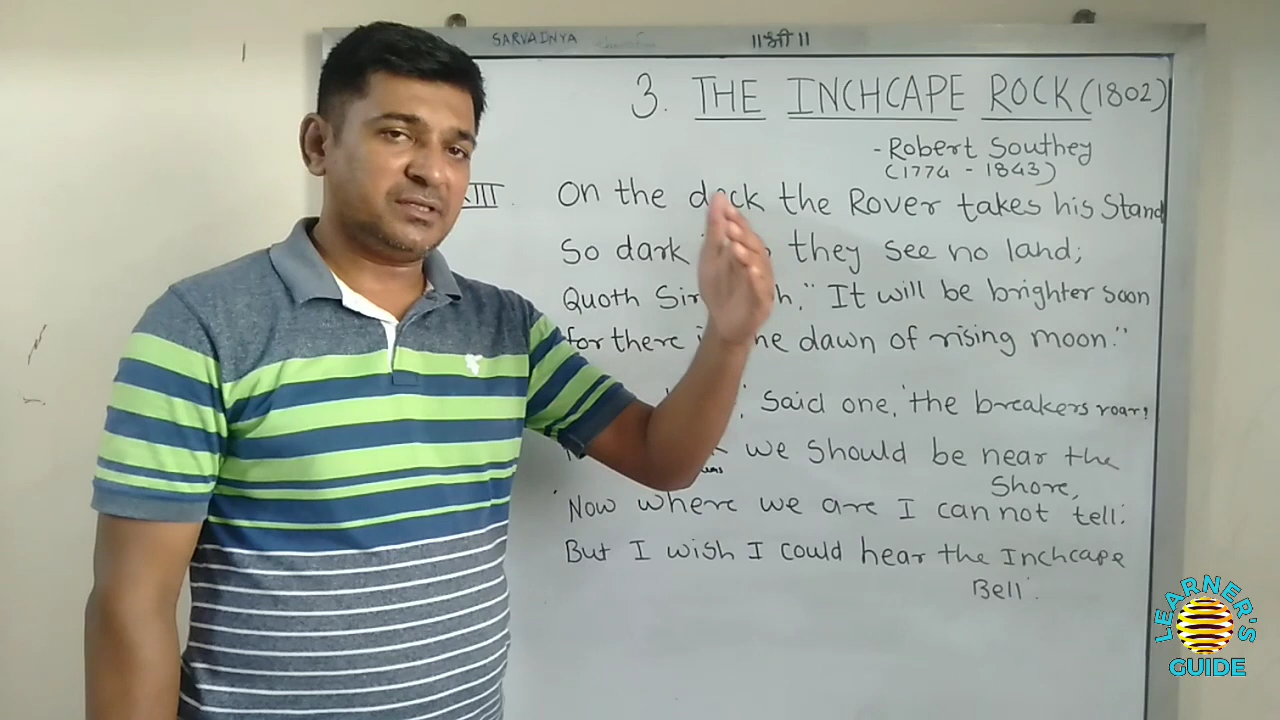 SARVADNYA
॥श्री॥
3. THE INCHCAPE ROCK (1802)
- Robert Southey
(1774 - 1843)
III. On the deck the Rover takes his Stand
So dark they see no land;
Quoth Sir h, "It will be brighter soon
for there dawn of rising moon."
, Said one, 'the breakers roar!
we should be near the
Shore,
'Now where we are I can not tell.
But I wish I could hear the Inchcape
Bell'.
LEARNER'S
GUIDE